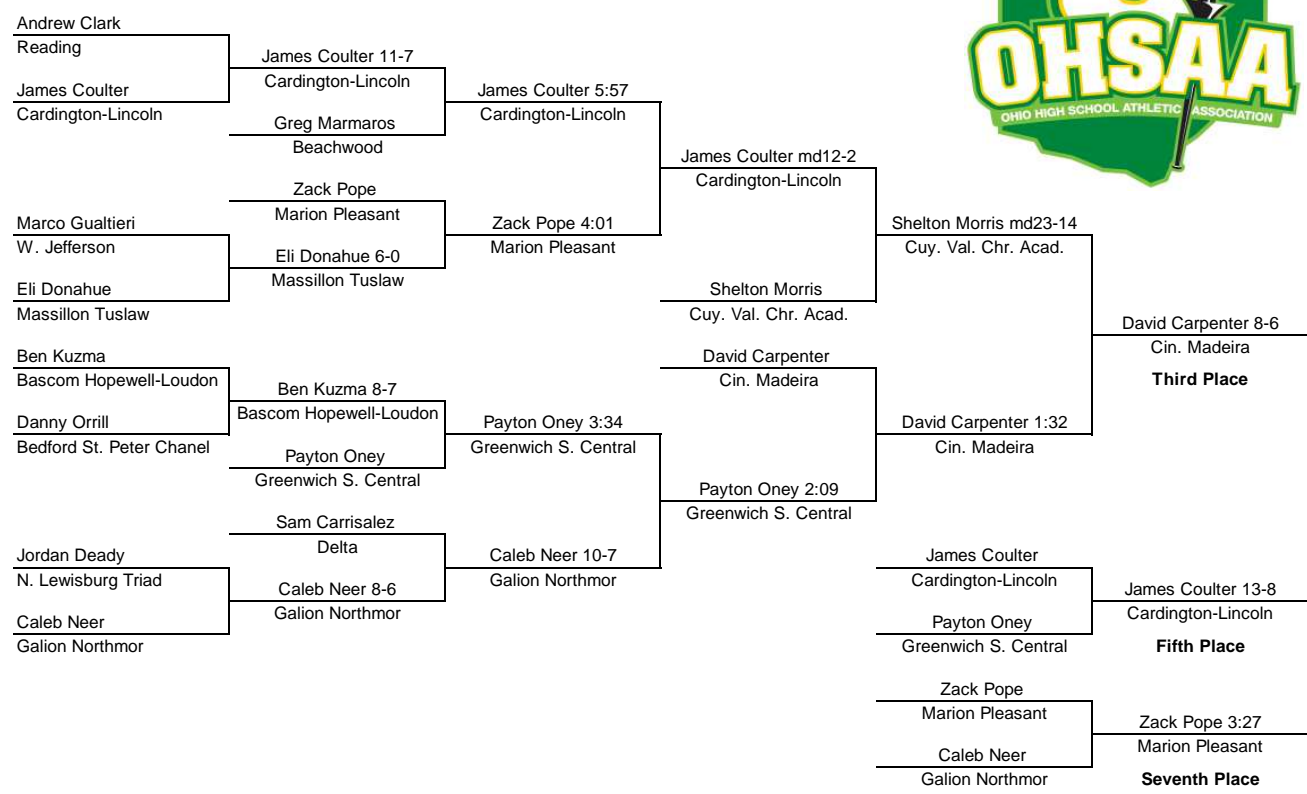 Andrew Clark
Reading
James Coulter
Cardington-Lincoln
Marco Gualtieri
W. Jefferson
Eli Donahue
Massillon Tuslaw
Ben Kuzma
Bascom Hopewell-Loudon
Danny Orrill
Bedford St. Peter Chanel
Jordan Deady
N. Lewisburg Triad
Caleb Neer
Galion Northmor
James Coulter 11-7
Cardington-Lincoln
Greg Marmaros
Beachwood
Zack Pope
Marion Pleasant
Eli Donahue 6-0
Massillon Tuslaw
Ben Kuzma 8-7
Bascom Hopewell-Loudon
Payton Oney
Greenwich S. Central
Sam Carrisalez
Delta
Caleb Neer 8-6
Galion Northmor
James Coulter 5:57
Cardington-Lincoln
Zack Pope 4:01
Marion Pleasant
Payton Oney 3:34
Greenwich S. Central
Caleb Neer 10-7
Galion Northmor
James Coulter md12-2
Cardington-Lincoln
Shelton Morris
Cuy. Val. Chr. Acad.
David Carpenter
Cin. Madeira
Payton Oney 2:09
Greenwich S. Central
Shelton Morris md23-14
Cuy. Val. Chr. Acad.
David Carpenter 1:32
Cin. Madeira
David Carpenter 8-6
Cin. Madeira
Third Place
James Coulter
Cardington-Lincoln
Payton Oney
Greenwich S. Central
James Coulter 13-8
Cardington-Lincoln
Fifth Place
Zack Pope
Marion Pleasant
Caleb Neer
Galion Northmor
Zack Pope 3:27
Marion Pleasant
Seventh Place
OHSAA
OHIO HIGH SCHOOL ATHLETIC ASSOCIATION